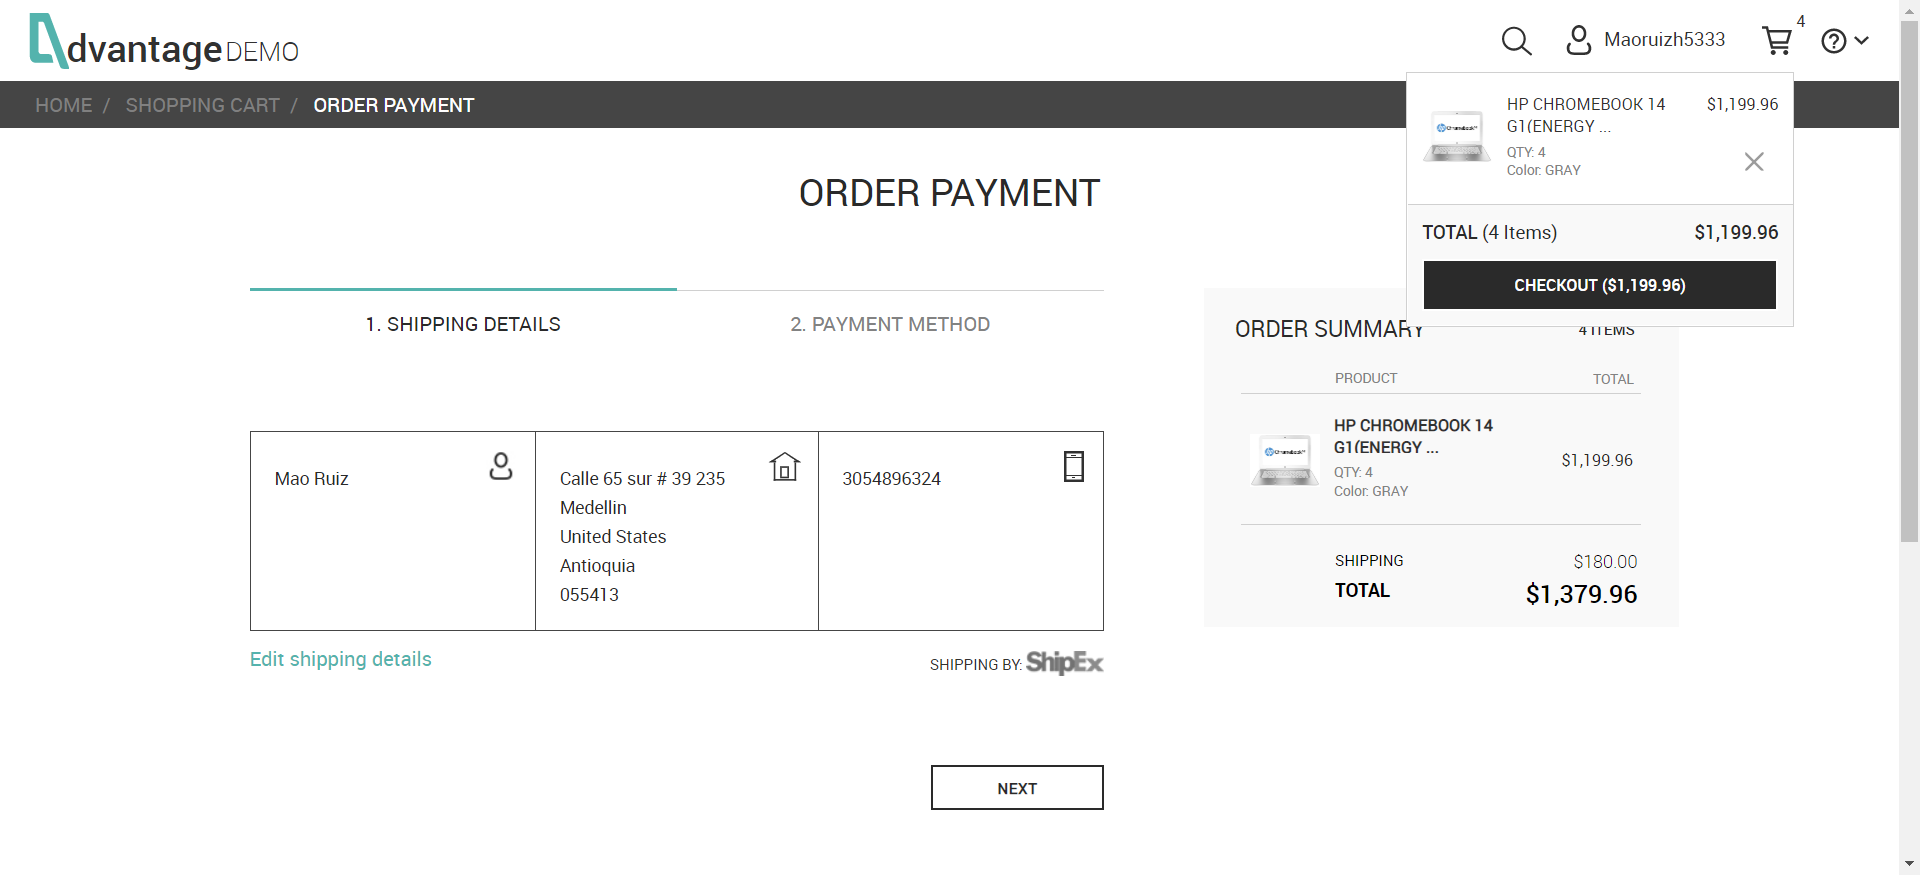 dvantage DEMO
Maoruizh5333
4
HOME / SHOPPING CART / ORDER PAYMENT
HP CHROMEBOOK 14 G1(ENERGY ...
$1,199.96
QTY: 4
Color: GRAY
TOTAL (4 Items) $1,199.96
CHECKOUT ($1,199.96)
ORDER PAYMENT
1. SHIPPING DETAILS
2. PAYMENT METHOD
Mao Ruiz
Calle 65 sur # 39 235
Medellin
United States
Antioquia
055413
3054896324
Edit shipping details
SHIPPING BY: ShipEx
NEXT
ORDER SUMMARY
4 ITEMS
PRODUCT TOTAL
HP CHROMEBOOK 14
G1(ENERGY ...
QTY: 4
Color: GRAY
$1,199.96
SHIPPING $180.00
TOTAL $1,379.96